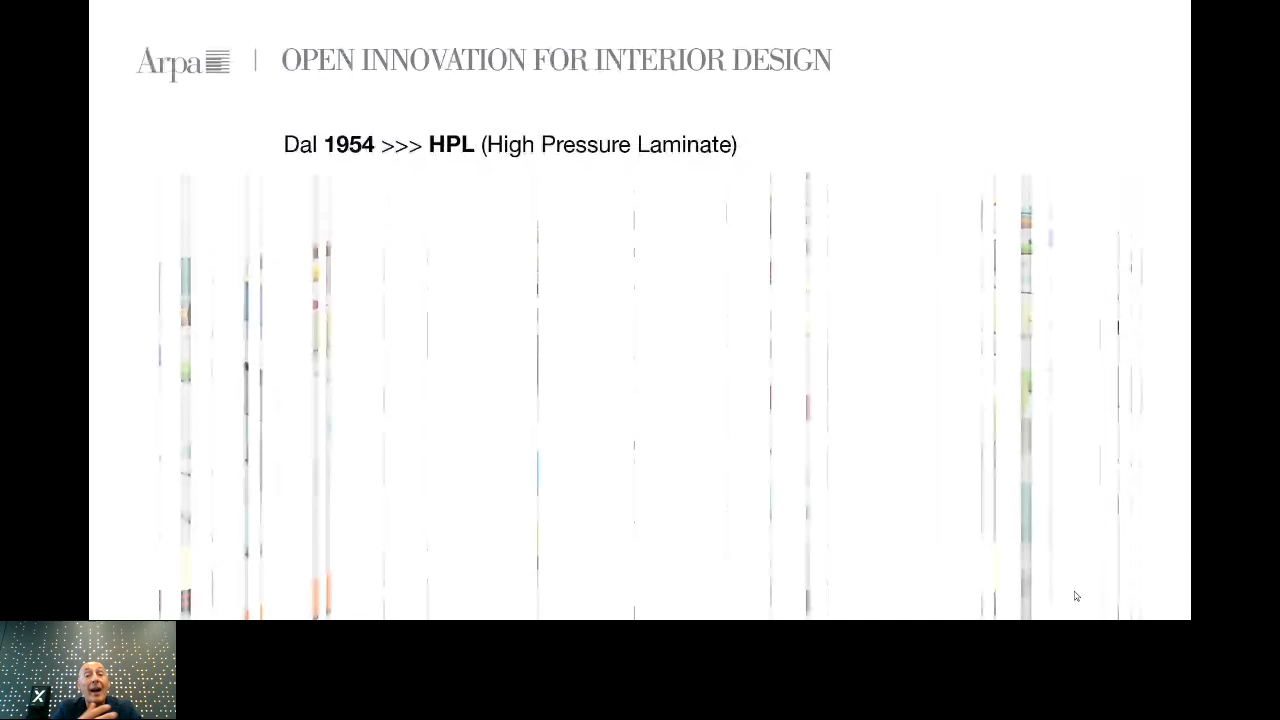 Arpa | OPEN INNOVATION FOR INTERIOR DESIGN
Dal 1954 >>> HPL (High Pressure Laminate)
X